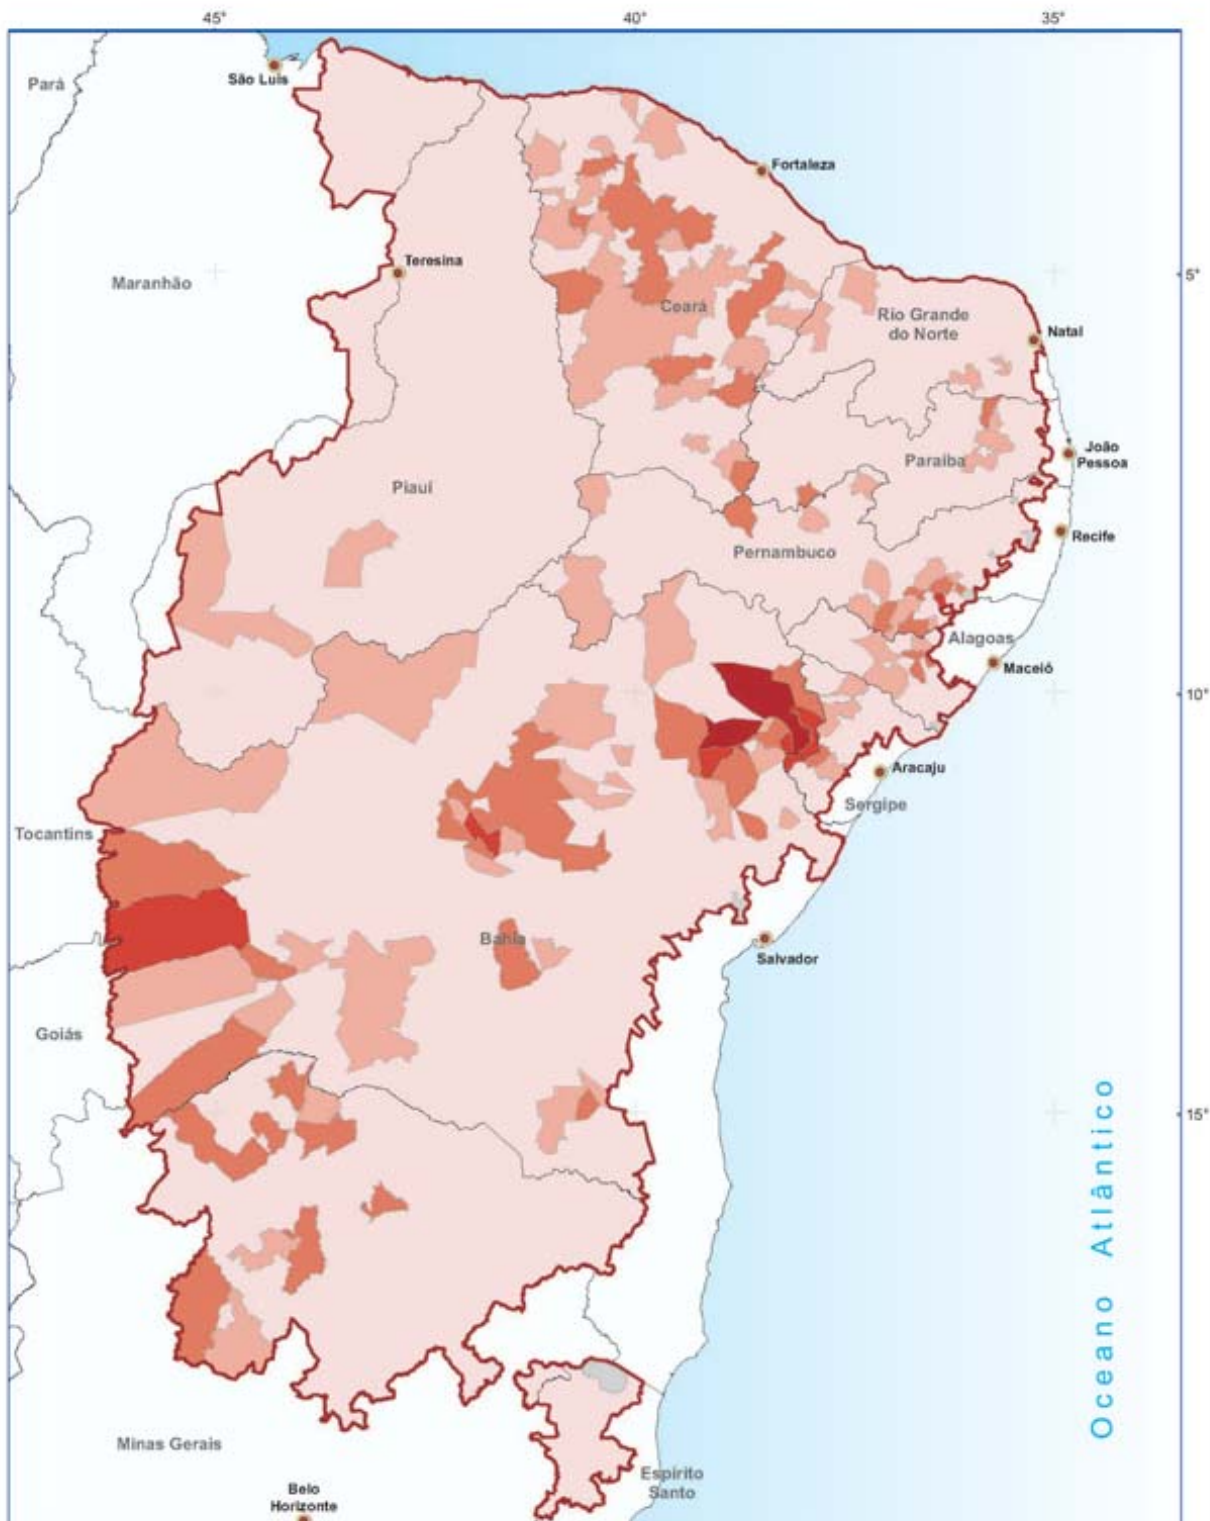 45°
40°
35°
São Luís
Pará
Fortaleza
Teresina
5°
Maranhão
Ceará
Rio Grande
do Norte
Natal
João
Pessoa
Paraíba
Piauí
Recife
Pernambuco
Alagoas
Maceió
10°
Aracaju
Sergipe
Tocantins
Bahia
Salvador
Goiás
15°
Oceano Atlântico
Minas Gerais
Espírito
Santo
Belo
Horizonte